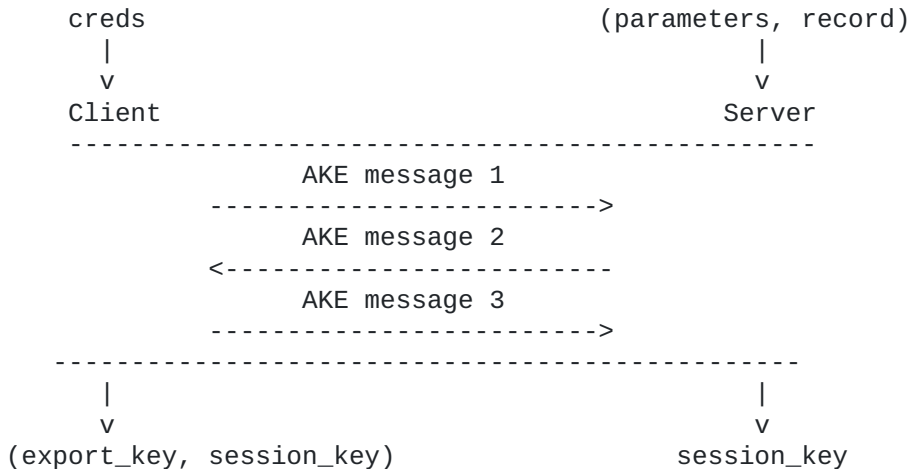 creds (parameters, record)
| |
v v
Client Server
------------------------------------------------
AKE message 1
------------------------->
AKE message 2
<-------------------------
AKE message 3
------------------------->
------------------------------------------------
| |
v v
(export_key, session_key) session_key